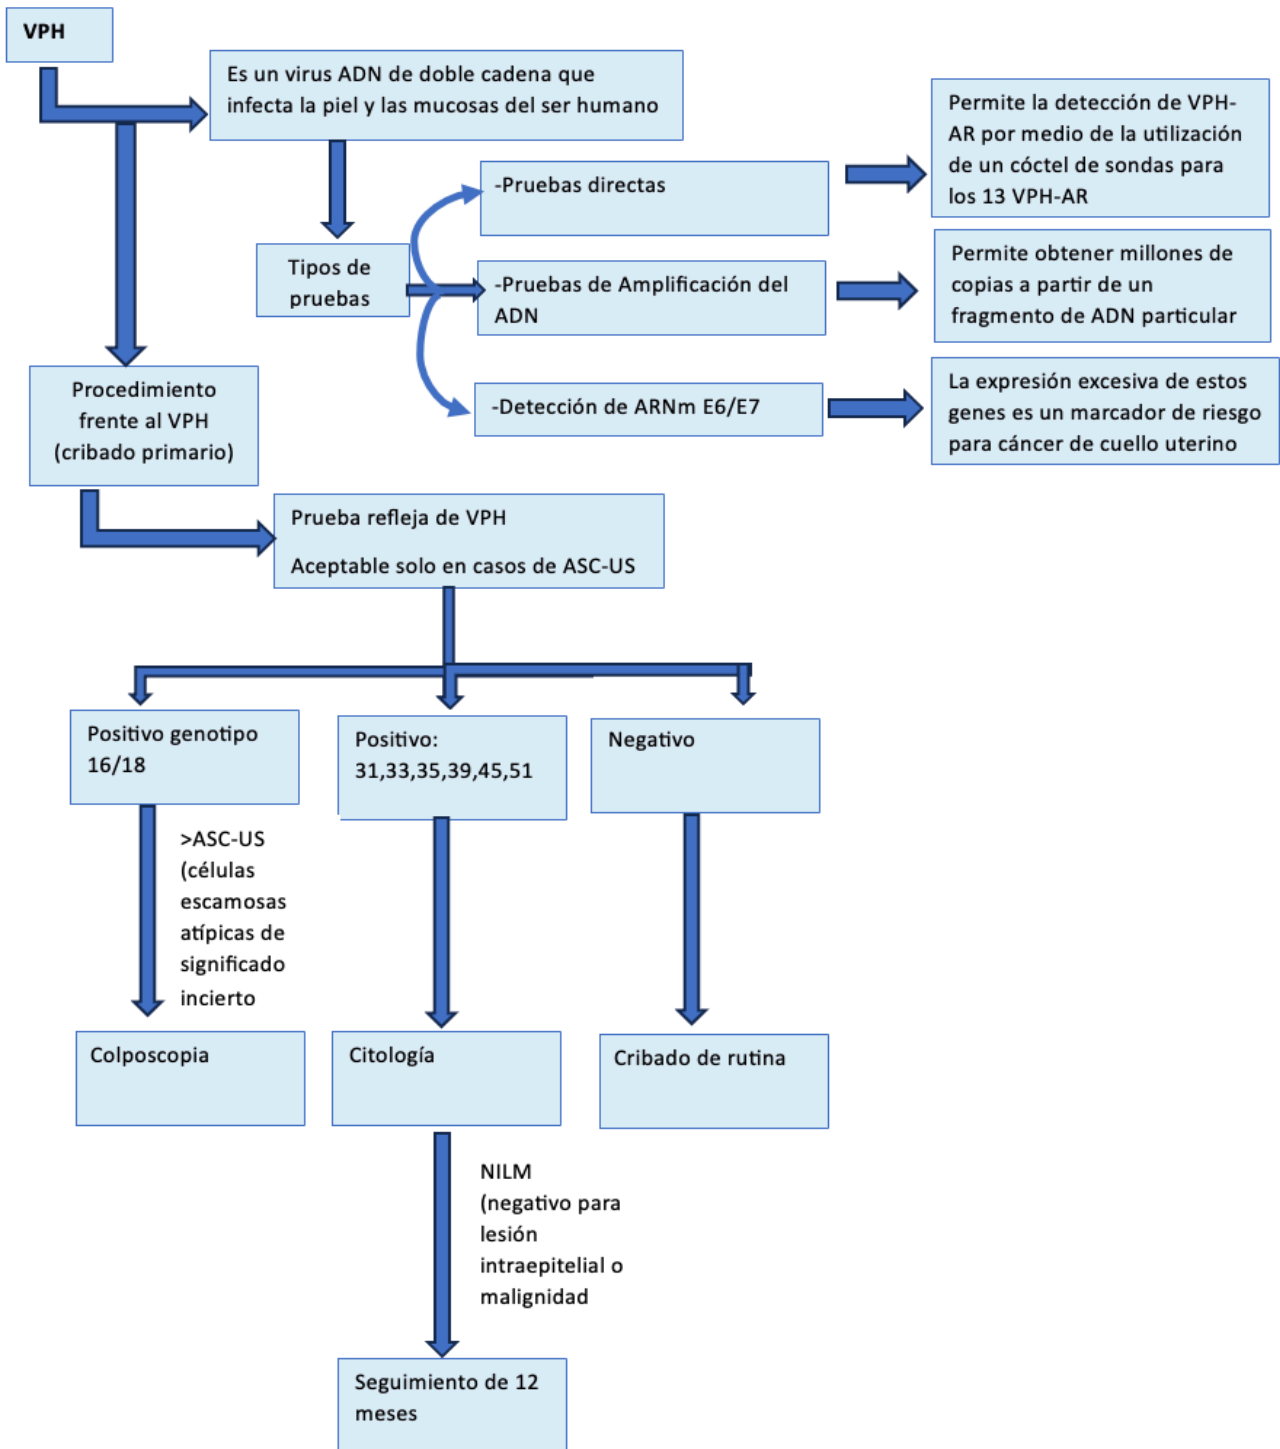 VPH
Es un virus ADN de doble cadena que
infecta la piel y las mucosas del ser humano
Tipos de
pruebas
-Pruebas directas
Permite la detección de VPH-
AR por medio de la utilización
de un cóctel de sondas para
los 13 VPH-AR
-Pruebas de Amplificación del
ADN
Permite obtener millones de
copias a partir de un
fragmento de ADN particular
-Detección de ARNm E6/E7
La expresión excesiva de estos
genes es un marcador de riesgo
para cáncer de cuello uterino
Procedimiento
frente al VPH
(cribado primario)
Prueba refleja de VPH
Aceptable solo en casos de ASC-US
Positivo genotipo
16/18
>ASC-US
(células
escamosas
atípicas de
significado
incierto
Colposcopia
Positivo:
31,33,35,39,45,51
Citología
NILM
(negativo para
lesión
intraepitelial o
malignidad
Seguimiento de 12
meses
Negativo
Cribado de rutina